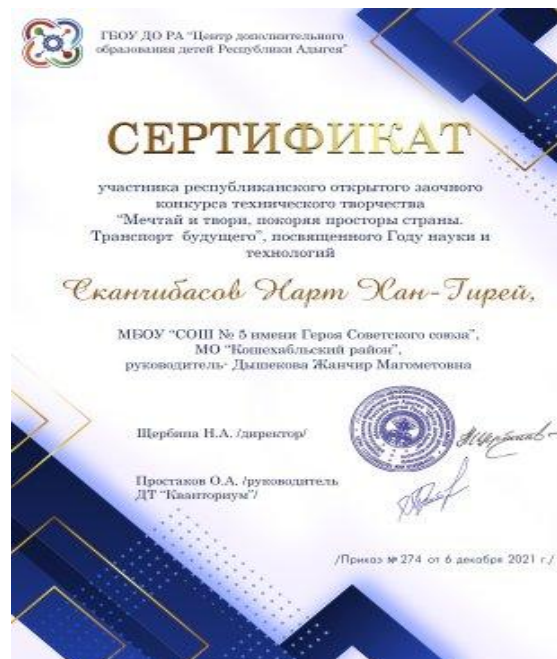 ГБОУ ДО РА "Центр дополнительного
образования детей Республики Адыгея"
СЕРТИФИКАТ
участника республиканского открытого заочного
конкурса технического творчества
"Мечтай и твори, покоряя просторы страны.
Транспорт будущего", посвященного Году науки и
технологий
Сканчибасов Нарт Хан-Гирей,
МБОУ "СОШ № 5 имени Героя Советского союза",
МО "Кошехабльский район",
руководитель- Дышекова Жанчир Магометовна
Щербина Н.А. /директор/
Простаков О.А. /руководитель
ДТ "Кванториум"/
/Приказ № 274 от 6 декабря 2021 г./